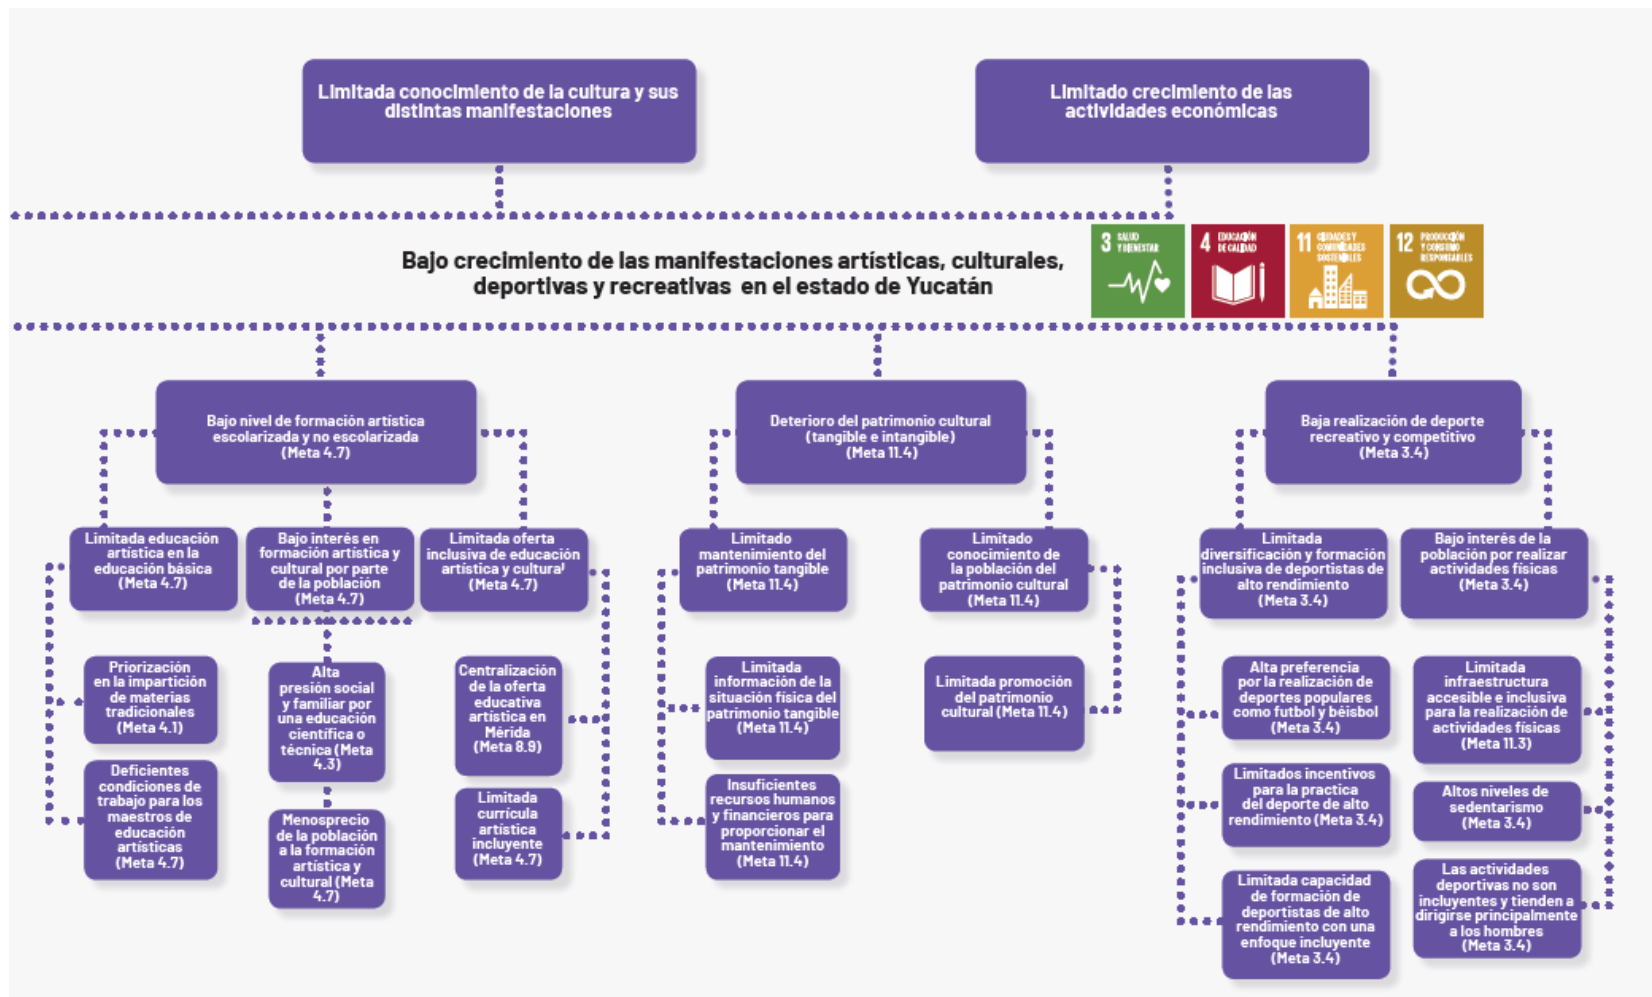 Limitada conocimiento de la cultura y sus
distintas manifestaciones
Limitado crecimiento de las
actividades económicas
Bajo crecimiento de las manifestaciones artísticas, culturales,
deportivas y recreativas en el estado de Yucatán
3 SALUD
Y BIENESTAR
4 EDUCACIÓN
DE CALIDAD
11 CIUDADES Y
COMUNIDADES
SOSTENIBLES
12 PRODUCCIÓN
Y CONSUMO
RESPONSABLES
Bajo nivel de formación artística
escolarizada y no escolarizada
(Meta 4.7)
Deterioro del patrimonio cultural
(tangible e intangible)
(Meta 11.4)
Baja realización de deporte
recreativo y competitivo
(Meta 3.4)
Limitada educación
artística en la
educación básica
(Meta 4.7)
Bajo interés en
formación artística y
cultural por parte
de la población
(Meta 4.7)
Limitada oferta
inclusiva de educación
artística y cultural
(Meta 4.7)
Limitado
mantenimiento del
patrimonio tangible
(Meta 11.4)
Limitado
conocimiento de
la población del
patrimonio cultural
(Meta 11.4)
Limitada
diversificación y formación
inclusiva de deportistas de
alto rendimiento
(Meta 3.4)
Bajo interés de la
población por realizar
actividades físicas
(Meta 3.4)
Priorización
en la impartición
de materias
tradicionales
(Meta 4.1)
Alta
presión social
y familiar por
una educación
científica o
técnica (Meta
4.3)
Centralización
de la oferta
educativa
artística en
Mérida
(Meta 8.9)
Limitada
información de la
situación física del
patrimonio tangible
(Meta 11.4)
Limitada promoción
del patrimonio
cultural (Meta 11.4)
Alta preferencia
por la realización de
deportes populares
como futbol y béisbol
(Meta 3.4)
Limitada
infraestructura
accesible e inclusiva
para la realización de
actividades físicas
(Meta 11.3)
Deficientes
condiciones de
trabajo para los
maestros de
educación
artísticas
(Meta 4.7)
Menosprecio
de la población
a la formación
artística y
cultural (Meta
4.7)
Limitada
currícula
artística
incluyente
(Meta 4.7)
Insuficientes
recursos humanos
y financieros para
proporcionar el
mantenimiento
(Meta 11.4)
Limitados incentivos
para la practica
del deporte de alto
rendimiento (Meta 3.4)
Altos niveles de
sedentarismo
(Meta 3.4)
Limitada capacidad
de formación de
deportistas de alto
rendimiento con una
enfoque incluyente
(Meta 3.4)
Las actividades
deportivas no son
incluyentes y tienden a
dirigirse principalmente
a los hombres
(Meta 3.4)